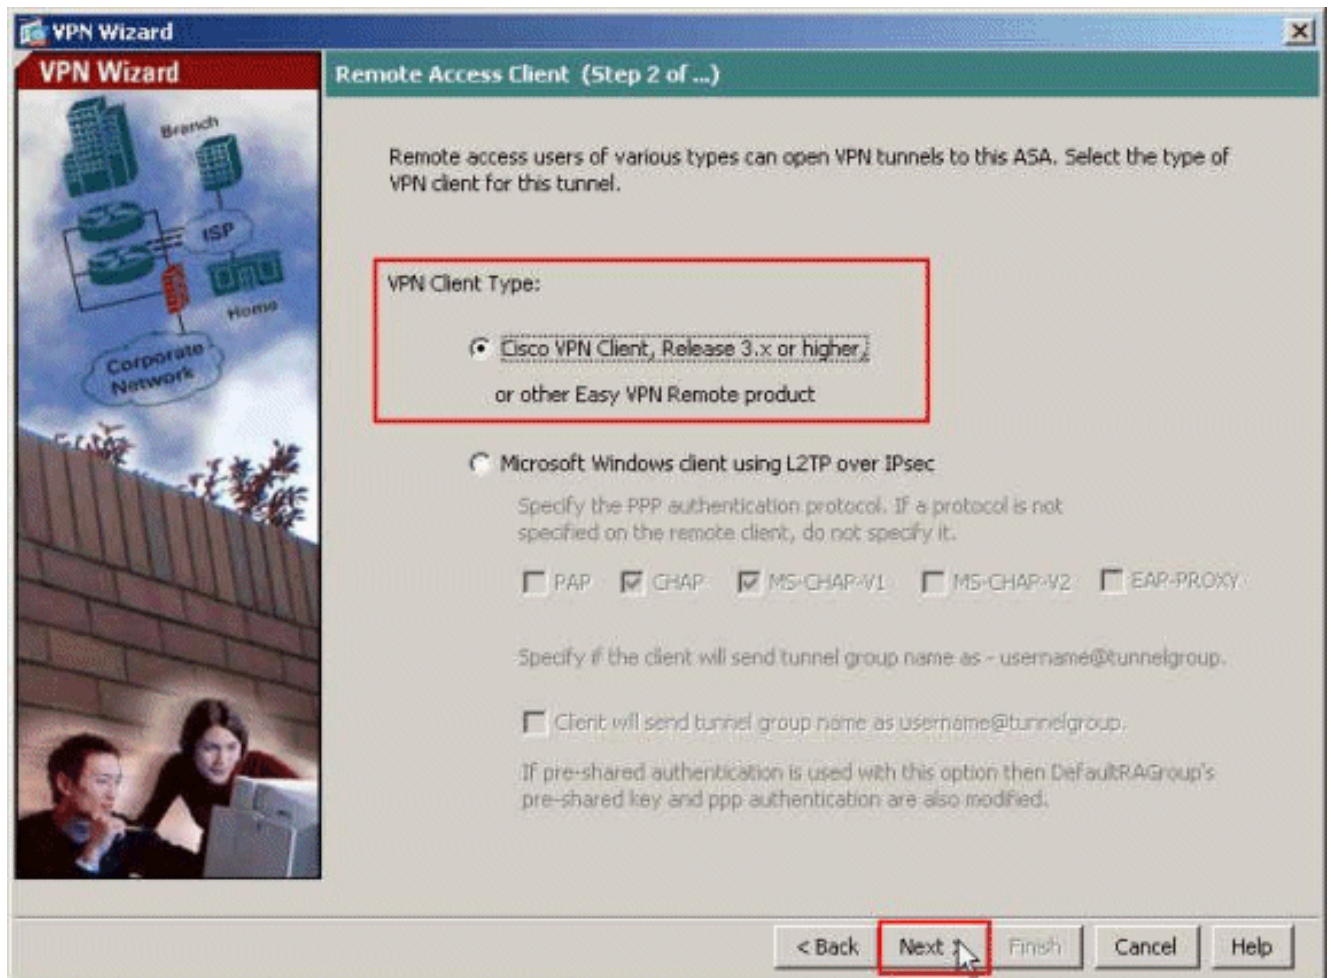 VPN Wizard
VPN Wizard
Remote Access Client (Step 2 of ...)
Branch
ISP
Home
Corporate
Network
Remote access users of various types can open VPN tunnels to this ASA. Select the type of
VPN client for this tunnel.
VPN Client Type:
Cisco VPN Client, Release 3.x or higher,
or other Easy VPN Remote product
Microsoft Windows client using L2TP over IPsec
Specify the PPP authentication protocol. If a protocol is not
specified on the remote client, do not specify it.
PAP CHAP MS-CHAP-V1 MS-CHAP-V2 EAP-PROXY
Specify if the client will send tunnel group name as - username@tunnelgroup.
Client will send tunnel group name as username@tunnelgroup.
If pre-shared authentication is used with this option then DefaultRAGroup's
pre-shared key and ppp authentication are also modified.
< Back Next > Finish Cancel Help